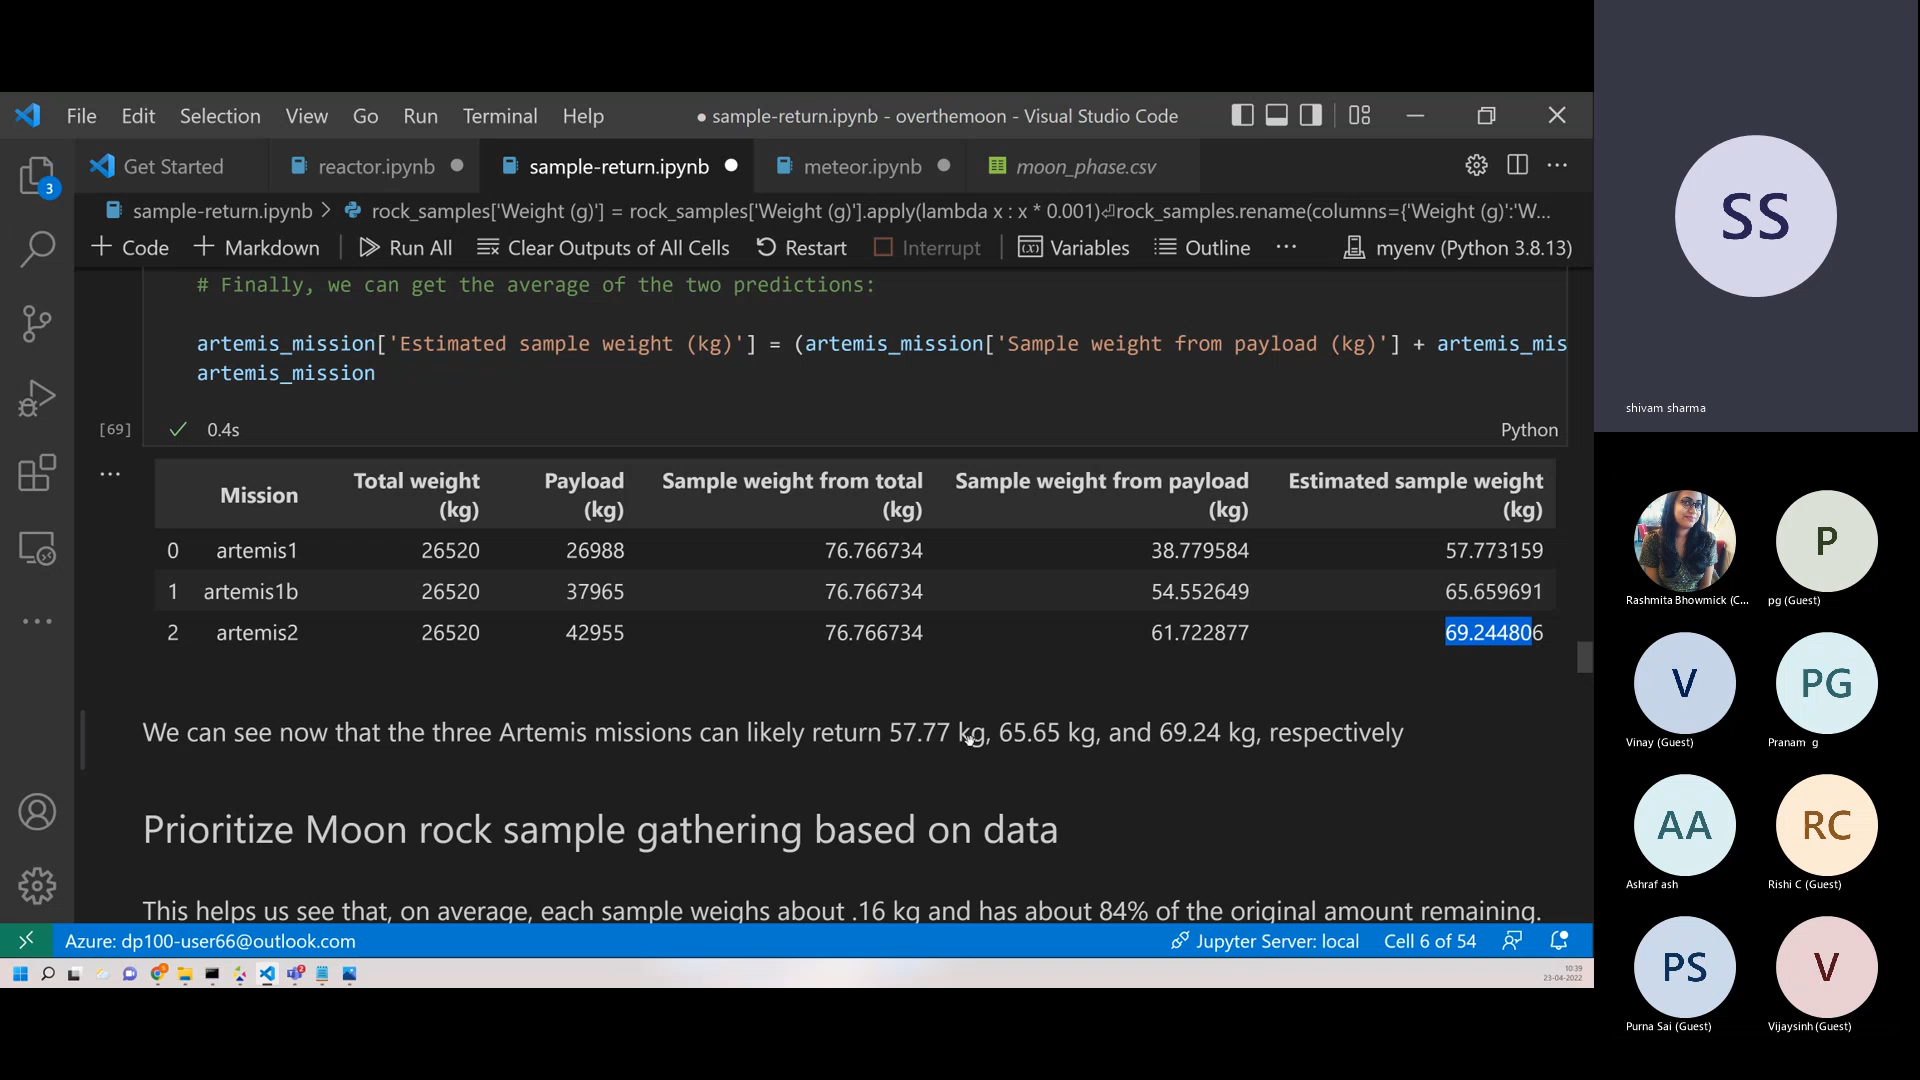 File Edit Selection View Go Run Terminal Help
● sample-return.ipynb - overthemoon - Visual Studio Code
Get Started
reactor.ipynb
sample-return.ipynb
meteor.ipynb
moon_phase.csv
sample-return.ipynb > rock_samples['Weight (g)'] = rock_samples['Weight (g)'].apply(lambda x : x * 0.001)⏎rock_samples.rename(columns={'Weight (g)':'W...
+ Code + Markdown Run All Clear Outputs of All Cells Restart Interrupt Variables Outline ··· myenv (Python 3.8.13)
# Finally, we can get the average of the two predictions:
artemis_mission['Estimated sample weight (kg)'] = (artemis_mission['Sample weight from payload (kg)'] + artemis_mis
artemis_mission
[69] 0.4s Python
Mission Total weight (kg) Payload (kg) Sample weight from total (kg) Sample weight from payload (kg) Estimated sample weight (kg)
0 artemis1 26520 26988 76.766734 38.779584 57.773159
1 artemis1b 26520 37965 76.766734 54.552649 65.659691
2 artemis2 26520 42955 76.766734 61.722877 69.244806
We can see now that the three Artemis missions can likely return 57.77 kg, 65.65 kg, and 69.24 kg, respectively
Prioritize Moon rock sample gathering based on data
This helps us see that, on average, each sample weighs about .16 kg and has about 84% of the original amount remaining.
3
Azure: dp100-user66@outlook.com
Jupyter Server: local Cell 6 of 54
10:39
23-04-2022
SS
shivam sharma
Rashmita Bhowmick (C...
P
pg (Guest)
V
Vinay (Guest)
PG
Pranam g
AA
Ashraf ash
RC
Rishi C (Guest)
PS
Purna Sai (Guest)
V
Vijaysinh (Guest)